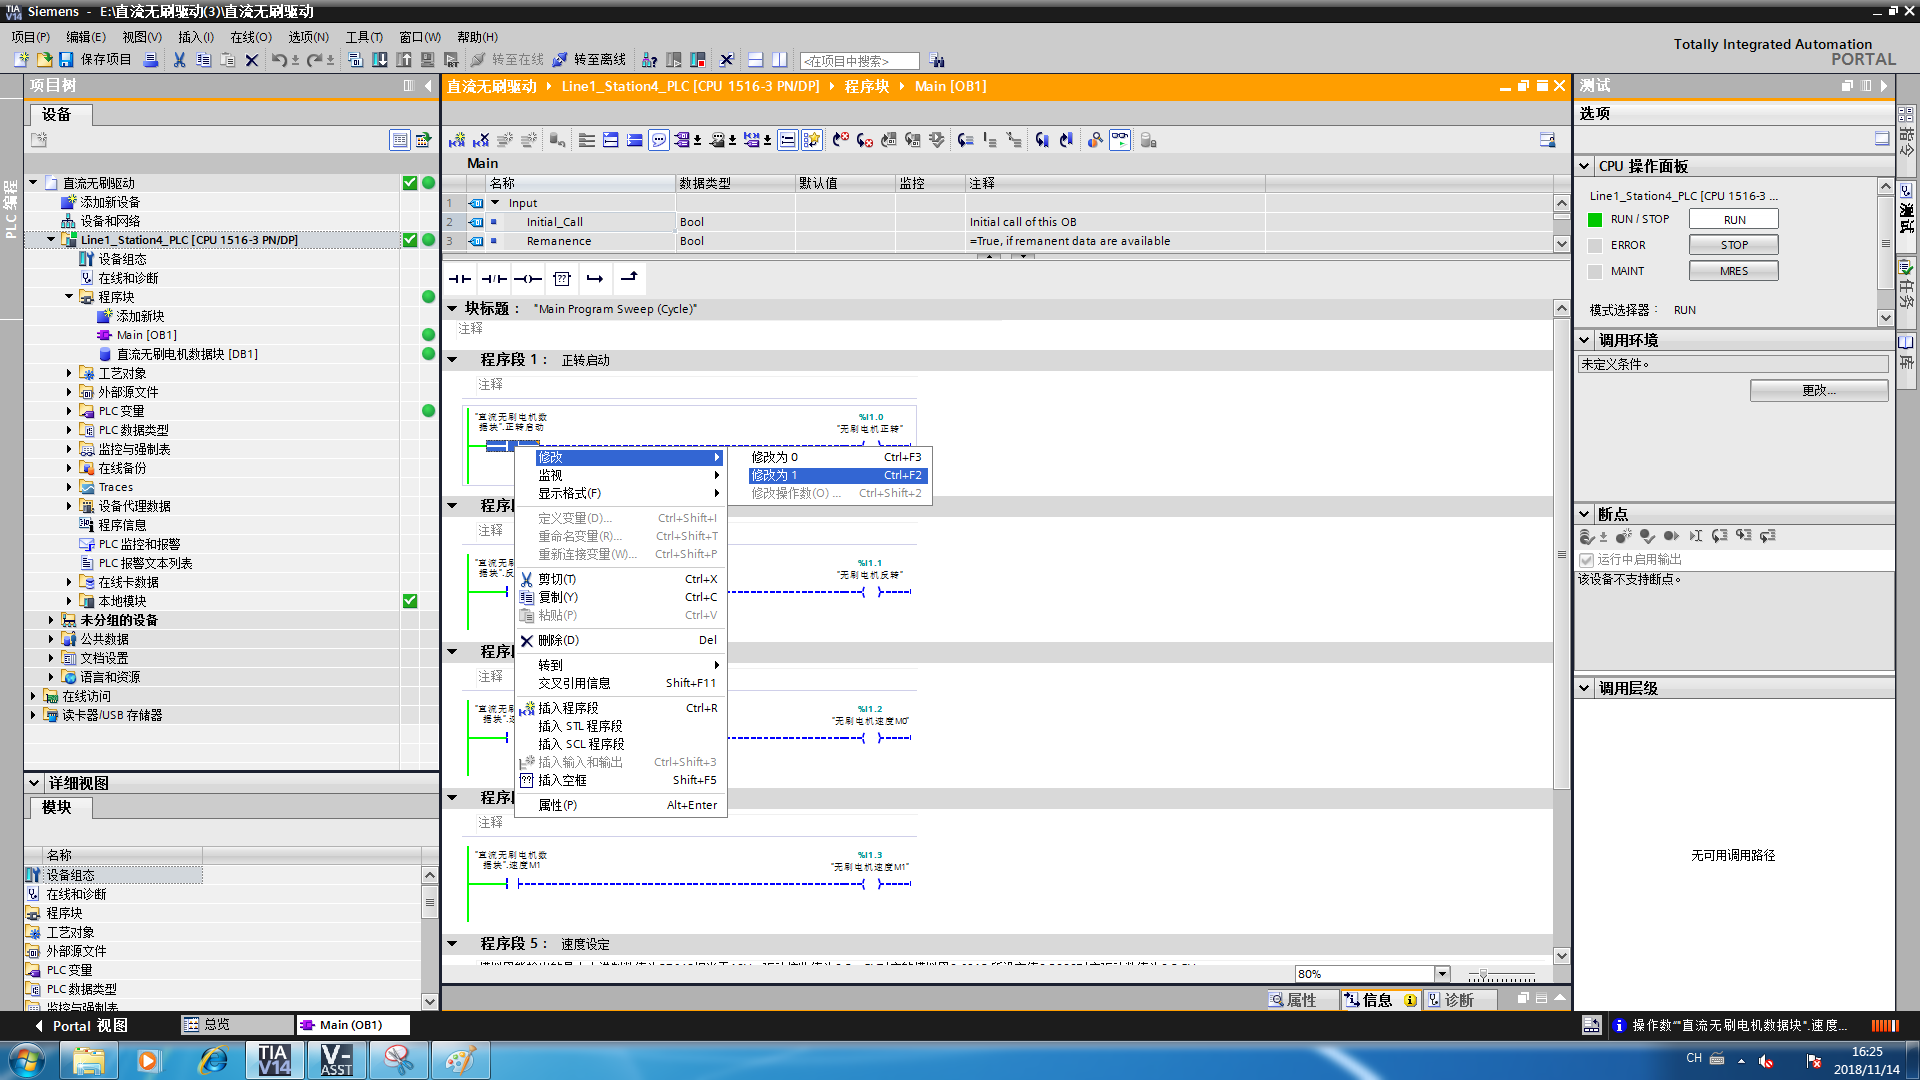 Siemens - E:\直流无刷驱动(3)\直流无刷驱动
项目(P) 编辑(E) 视图(V) 插入(I) 在线(O) 选项(N) 工具(T) 窗口(W) 帮助(H)
Totally Integrated Automation
PORTAL
保存项目 转至在线 转至离线 <在项目中搜索>
项目树
直流无刷驱动 Line1_Station4_PLC [CPU 1516-3 PN/DP] 程序块 Main [OB1]
测试
设备
选项
PLC 编程
直流无刷驱动
添加新设备
设备和网络
Line1_Station4_PLC [CPU 1516-3 PN/DP]
设备组态
在线和诊断
程序块
添加新块
Main [OB1]
直流无刷电机数据块 [DB1]
工艺对象
外部源文件
PLC 变量
PLC 数据类型
监控与强制表
在线备份
Traces
设备代理数据
程序信息
PLC 监控和报警
PLC 报警文本列表
在线卡数据
本地模块
未分组的设备
公共数据
文档设置
语言和资源
在线访问
读卡器/USB 存储器
详细视图
模块
名称
设备组态
在线和诊断
程序块
工艺对象
外部源文件
PLC 变量
PLC 数据类型
监控与强制表
Main
名称 数据类型 默认值 监控 注释
1 Input
2 Initial_Call Bool Initial call of this OB
3 Remanence Bool =True, if remanent data are available
块标题： "Main Program Sweep (Cycle)"
注释
程序段 1： 正转启动
注释
"直流无刷电机数据块".正转启动
%I1.0
"无刷电机正转"
修改
监视
显示格式(F)
定义变量(D)... Ctrl+Shift+I
重命名变量(R)... Ctrl+Shift+T
重新连接变量(W)... Ctrl+Shift+P
剪切(T) Ctrl+X
复制(Y) Ctrl+C
粘贴(P) Ctrl+V
删除(D) Del
转到
交叉引用信息 Shift+F11
插入程序段 Ctrl+R
插入 STL 程序段
插入 SCL 程序段
插入输入和输出 Ctrl+Shift+3
插入空框 Shift+F5
属性(P) Alt+Enter
修改为 0 Ctrl+F3
修改为 1 Ctrl+F2
修改操作数(O) ... Ctrl+Shift+2
程序段
注释
%I1.1
"无刷电机反转"
程序段
注释
%I1.2
"无刷电机速度M0"
程序段
注释
"直流无刷电机数据块".速度M1
%I1.3
"无刷电机速度M1"
程序段 5： 速度设定
80%
属性 信息 诊断
CPU 操作面板
Line1_Station4_PLC [CPU 1516-3 ...
RUN / STOP RUN
ERROR STOP
MAINT MRES
模式选择器： RUN
调用环境
未定义条件。
更改...
断点
运行中启用输出
该设备不支持断点。
调用层级
无可用调用路径
指令
测试
任务
库
Portal 视图 总览 Main (OB1)
操作数"直流无刷电机数据块".速度...
TIA V14
V-ASST
CH
16:25
2018/11/14